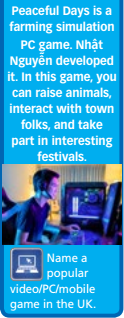 Peaceful Days is a
farming simulation
PC game. Nhật
Nguyễn developed
it. In this game, you
can raise animals,
interact with town
folks, and take
part in interesting
festivals.
Name a
popular
video/PC/mobile
game in the UK.